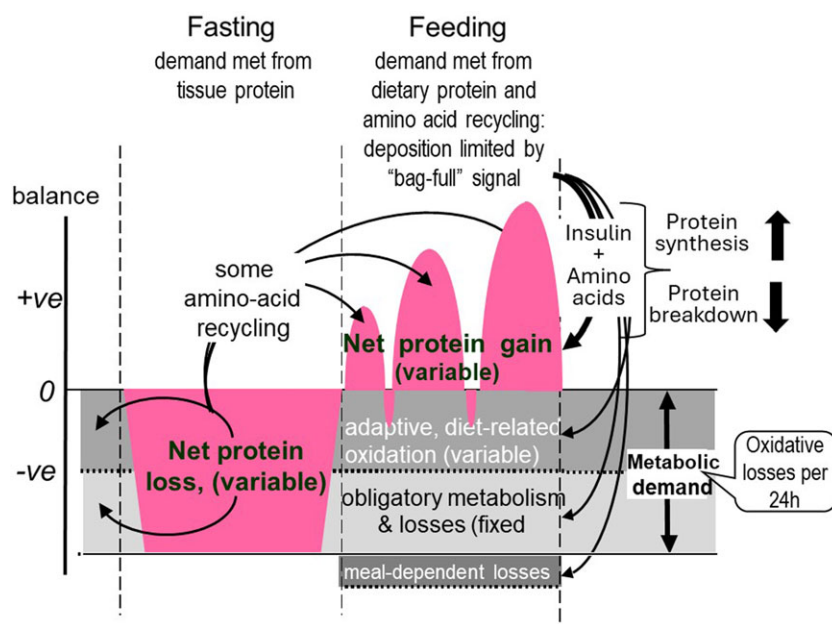 Fasting
demand met from
tissue protein
Feeding
demand met from
dietary protein and
amino acid recycling:
deposition limited by
“bag-full” signal
balance
+ve
0
-ve
some
amino-acid
recycling
Insulin
+
Amino
acids
Protein
synthesis
Protein
breakdown
Net protein gain
(variable)
Net protein
loss, (variable)
adaptive, diet-related
oxidation (variable)
obligatory metabolism
& losses (fixed
meal-dependent losses
Metabolic
demand
Oxidative
losses per
24h